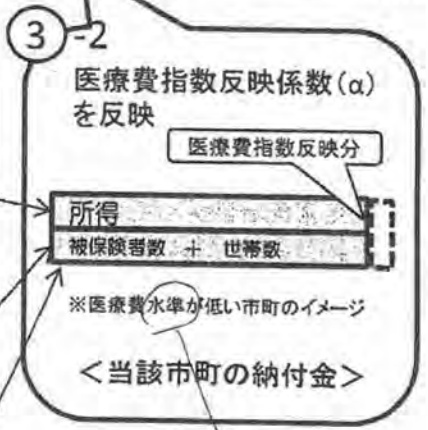 ③-2
医療費指数反映係数(α)
を反映
医療費指数反映分
所得
被保険者数 + 世帯数
※医療費水準が低い市町のイメージ
＜当該市町の納付金＞